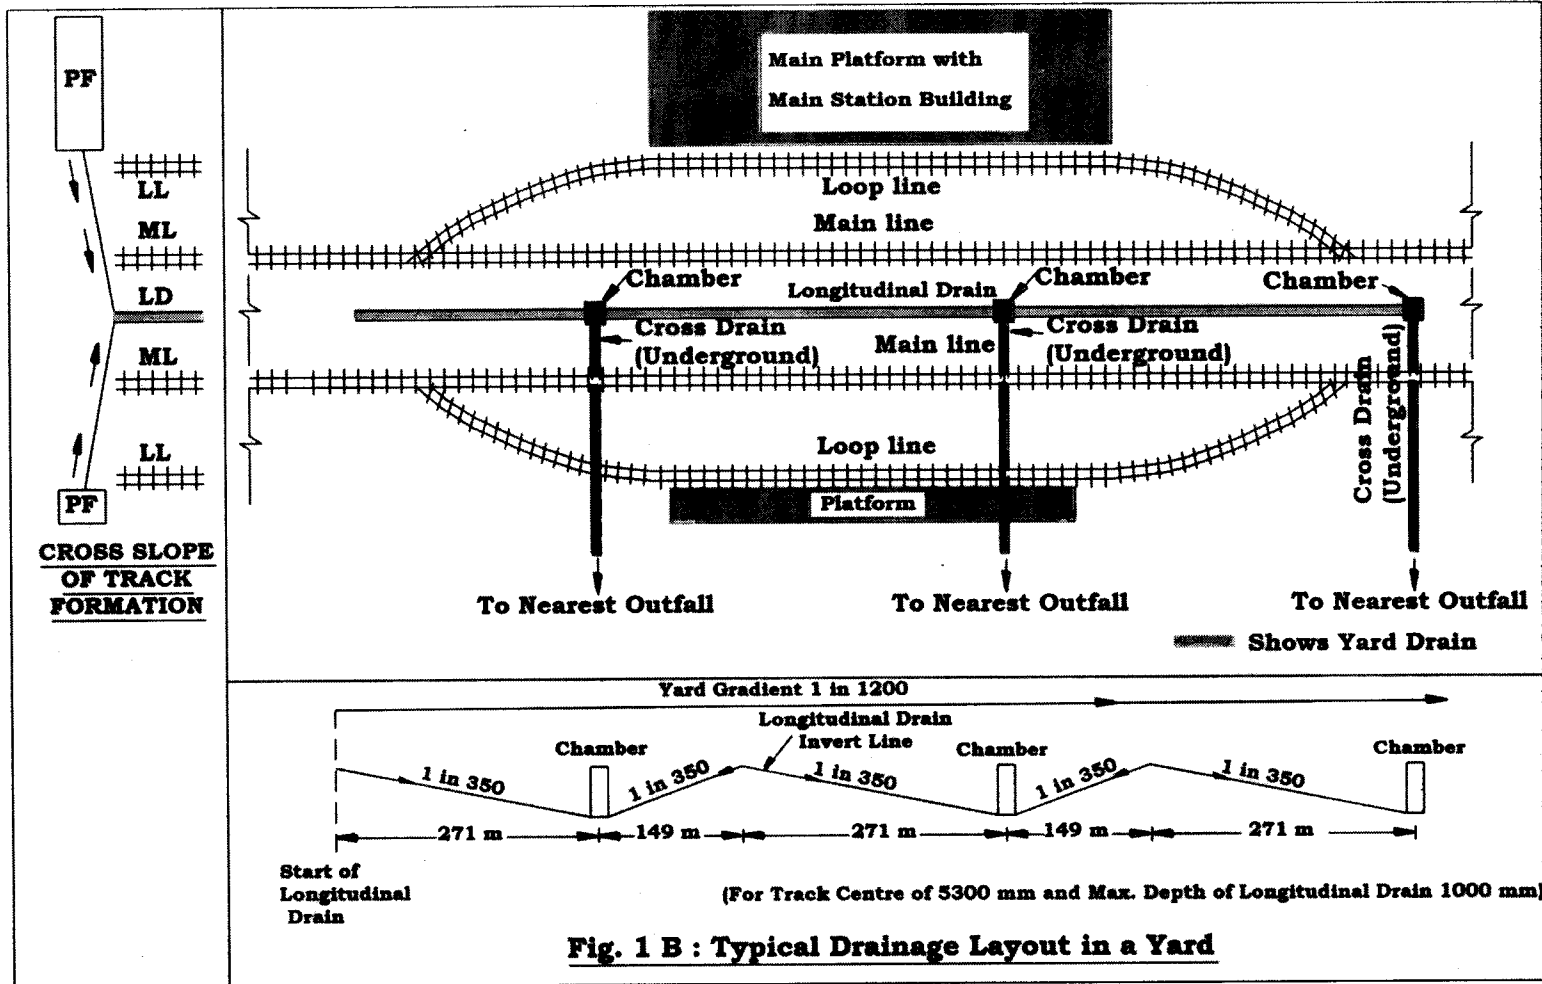 PF
LL
ML
LD
ML
LL
PF
CROSS SLOPE
OF TRACK
FORMATION
Main Platform with
Main Station Building
Loop line
Main line
Chamber
Longitudinal Drain
Chamber
Chamber
Cross Drain
(Underground)
Main line
Cross Drain
(Underground)
Cross Drain
(Underground)
Loop line
Platform
To Nearest Outfall
To Nearest Outfall
To Nearest Outfall
Shows Yard Drain
Yard Gradient 1 in 1200
Longitudinal Drain
Invert Line
Chamber
Chamber
Chamber
1 in 350
1 in 350
1 in 350
1 in 350
1 in 350
271 m
149 m
271 m
149 m
271 m
Start of
Longitudinal
Drain
(For Track Centre of 5300 mm and Max. Depth of Longitudinal Drain 1000 mm)
Fig. 1 B : Typical Drainage Layout in a Yard